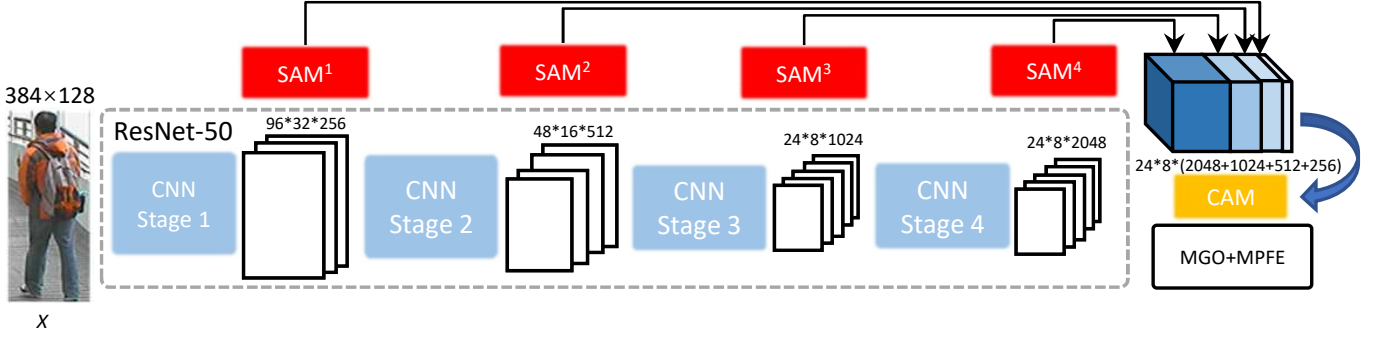 SAM¹
SAM²
SAM³
SAM⁴
384×128
ResNet-50
96*32*256
48*16*512
24*8*1024
24*8*2048
24*8*(2048+1024+512+256)
CNN
Stage 1
CNN
Stage 2
CNN
Stage 3
CNN
Stage 4
CAM
MGO+MPFE
X